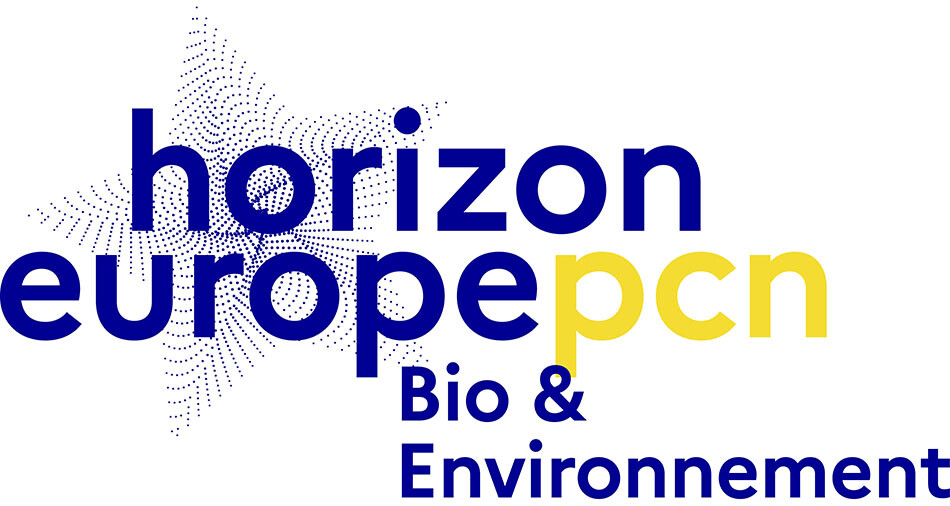 horizon
europepcn
Bio &
Environnement